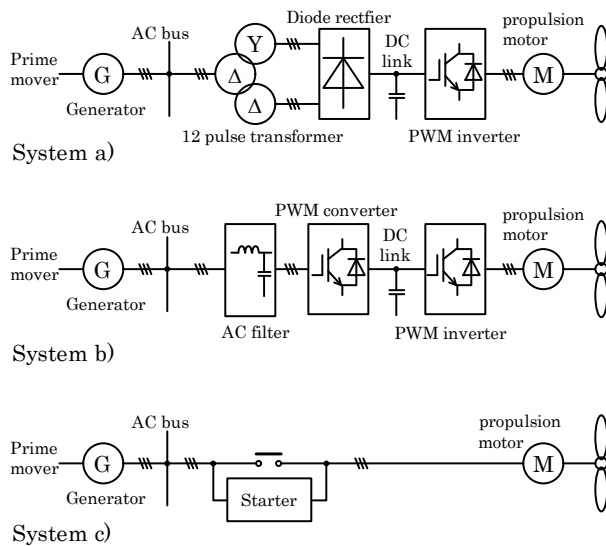 Diode rectfier
propulsion
motor
AC bus
DC
link
Prime
mover
G
Y
Δ
Δ
M
Generator
12 pulse transformer
PWM inverter
System a)
PWM converter
propulsion
motor
AC bus
DC
link
Prime
mover
G
M
Generator
AC filter
PWM inverter
System b)
AC bus
propulsion
motor
Prime
mover
G
M
Generator
Starter
System c)